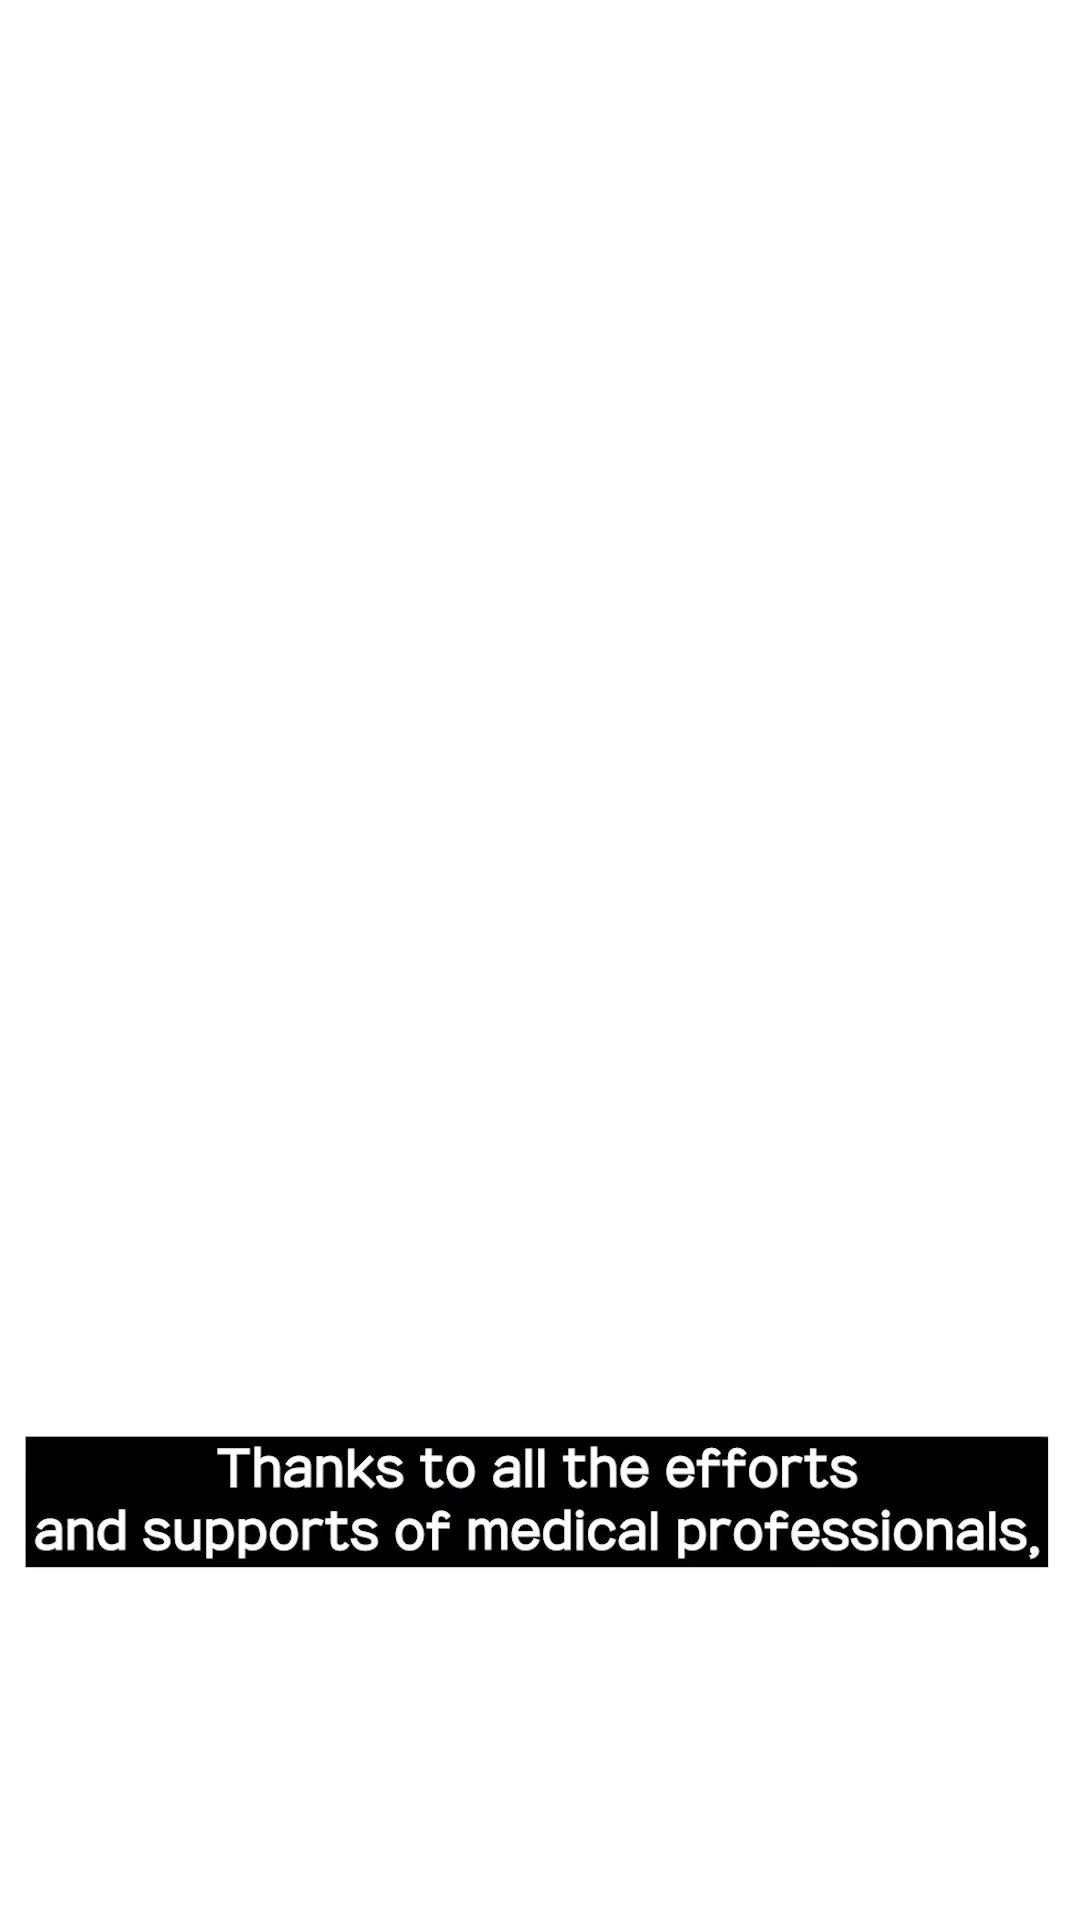 Thanks to all the efforts
and supports of medical professionals,